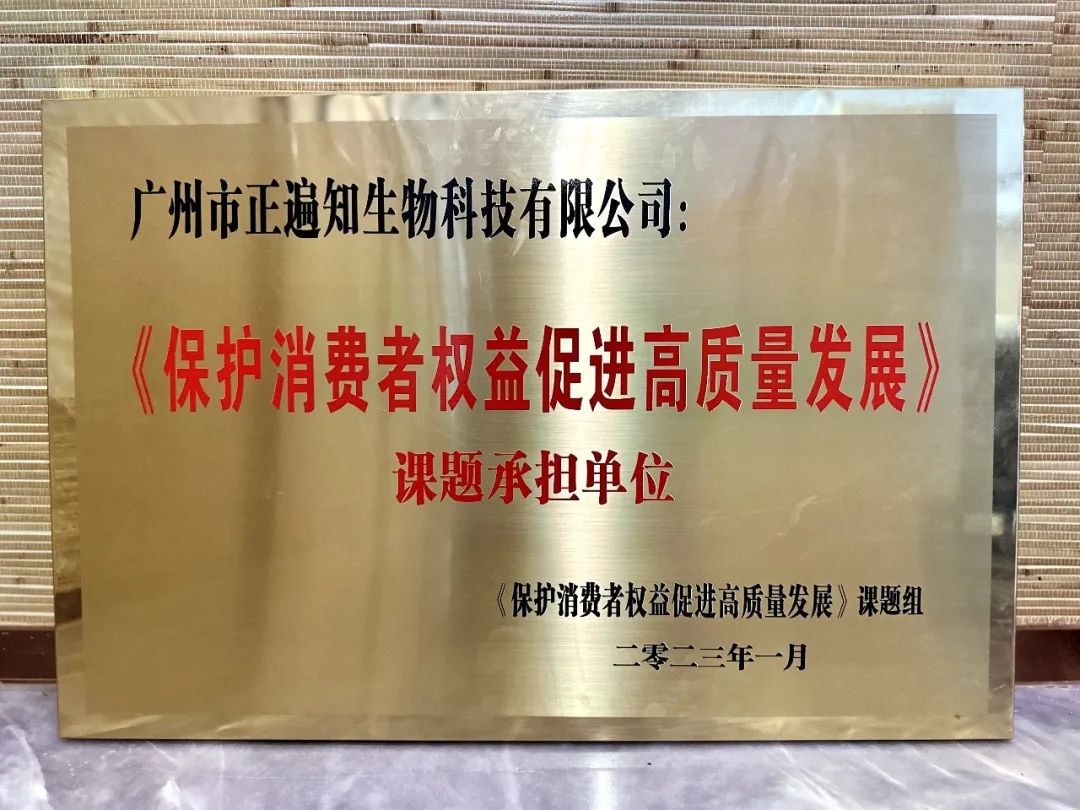 广州市正遍知生物科技有限公司:
《保护消费者权益促进高质量发展》
课题承担单位
《保护消费者权益促进高质量发展》课题组
二零二三年一月